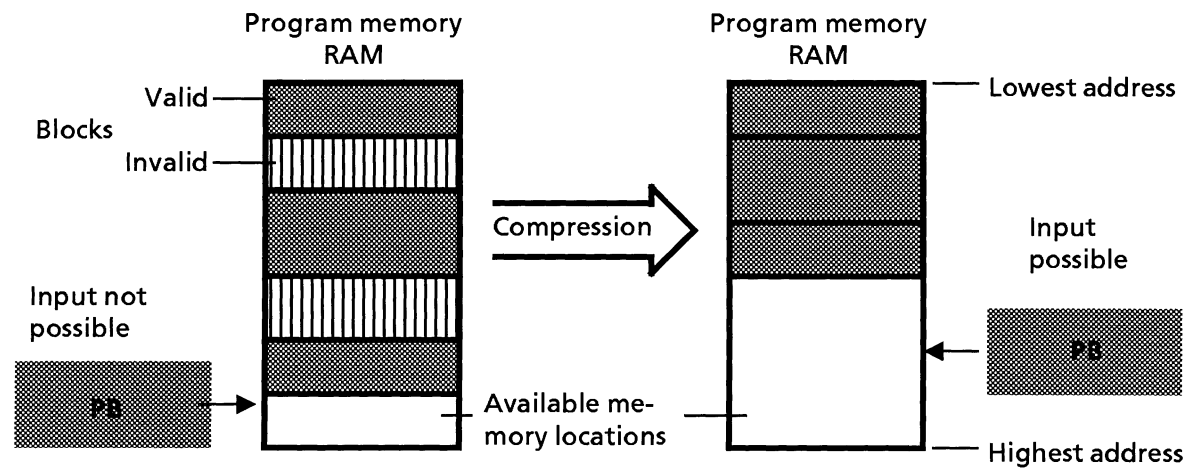 Program memory
RAM
Program memory
RAM
Valid
Blocks
Invalid
Lowest address
Compression
Input
possible
Input not
possible
PB
PB
Available me-
mory locations
Highest address